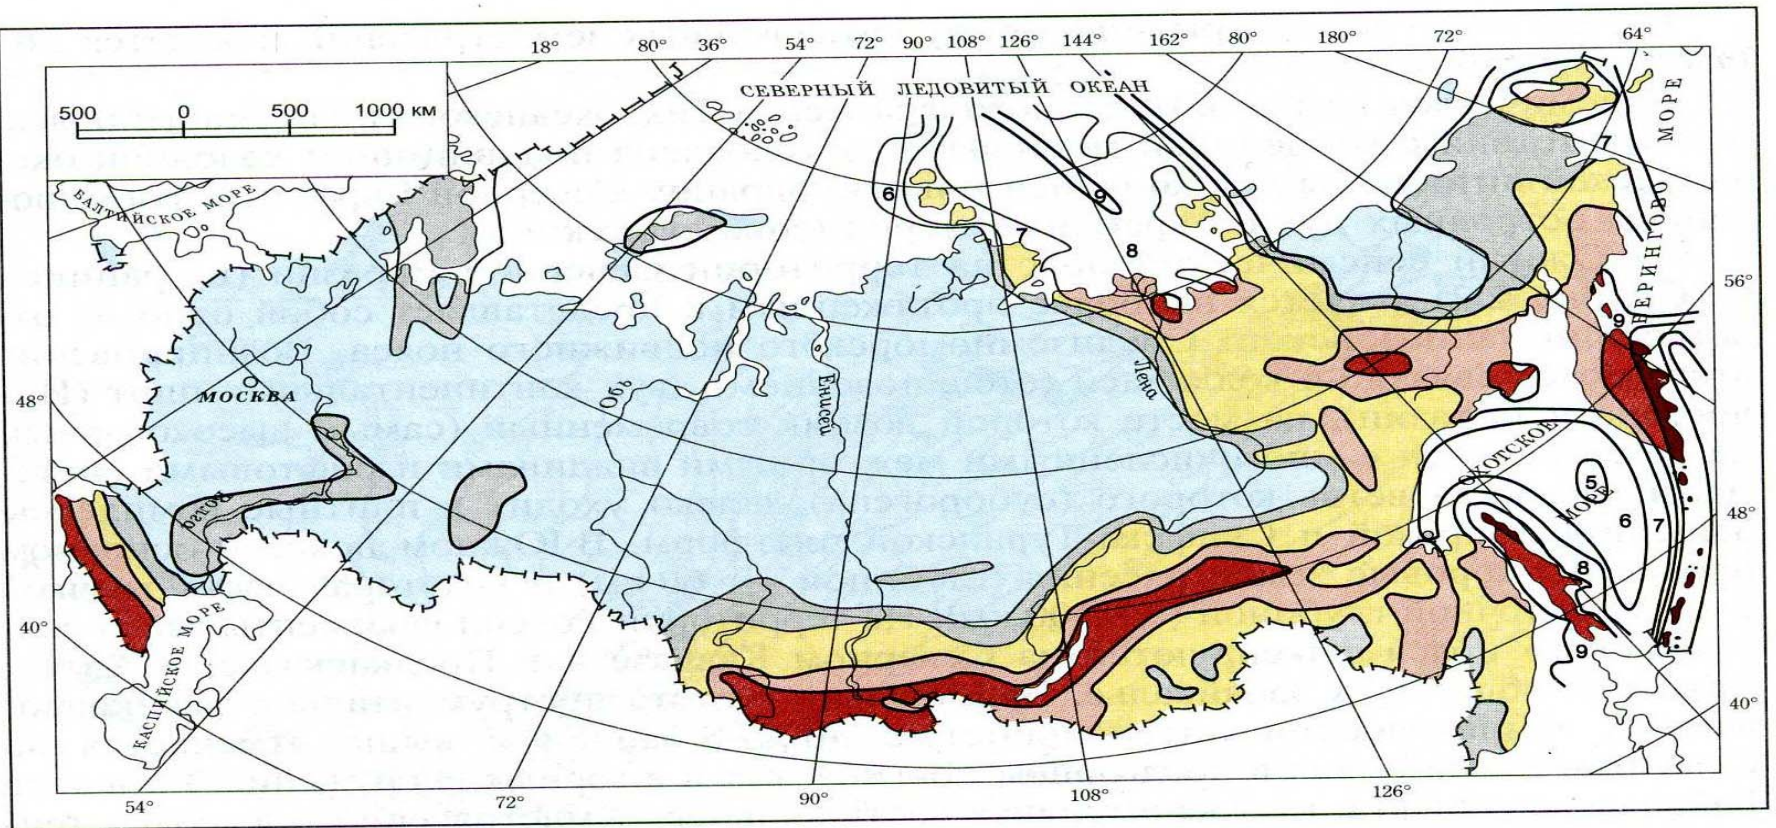 18° 80° 36° 54° 72° 90° 108° 126° 144° 162° 80° 180° 72° 64°
500 0 500 1000 км
СЕВЕРНЫЙ ЛЕДОВИТЫЙ ОКЕАН
МОРЕ
БЕРИНГОВО
БАЛТИЙСКОЕ МОРЕ
7
6
9
7
8
56°
9
МОСКВА
Обь
Енисей
Лена
48°
ОХОТСКОЕ
МОРЕ
5
6
7
48°
Волга
8
40°
9
КАСПИЙСКОЕ МОРЕ
40°
54° 72° 90° 108° 126°